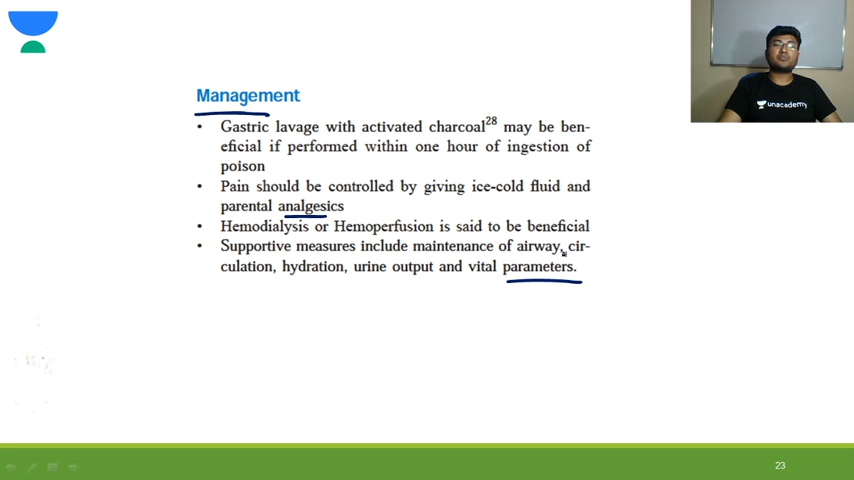 unacademy
Management
• Gastric lavage with activated charcoal28 may be ben-
eficial if performed within one hour of ingestion of
poison
• Pain should be controlled by giving ice-cold fluid and
parental analgesics
• Hemodialysis or Hemoperfusion is said to be beneficial
• Supportive measures include maintenance of airway, cir-
culation, hydration, urine output and vital parameters.
23